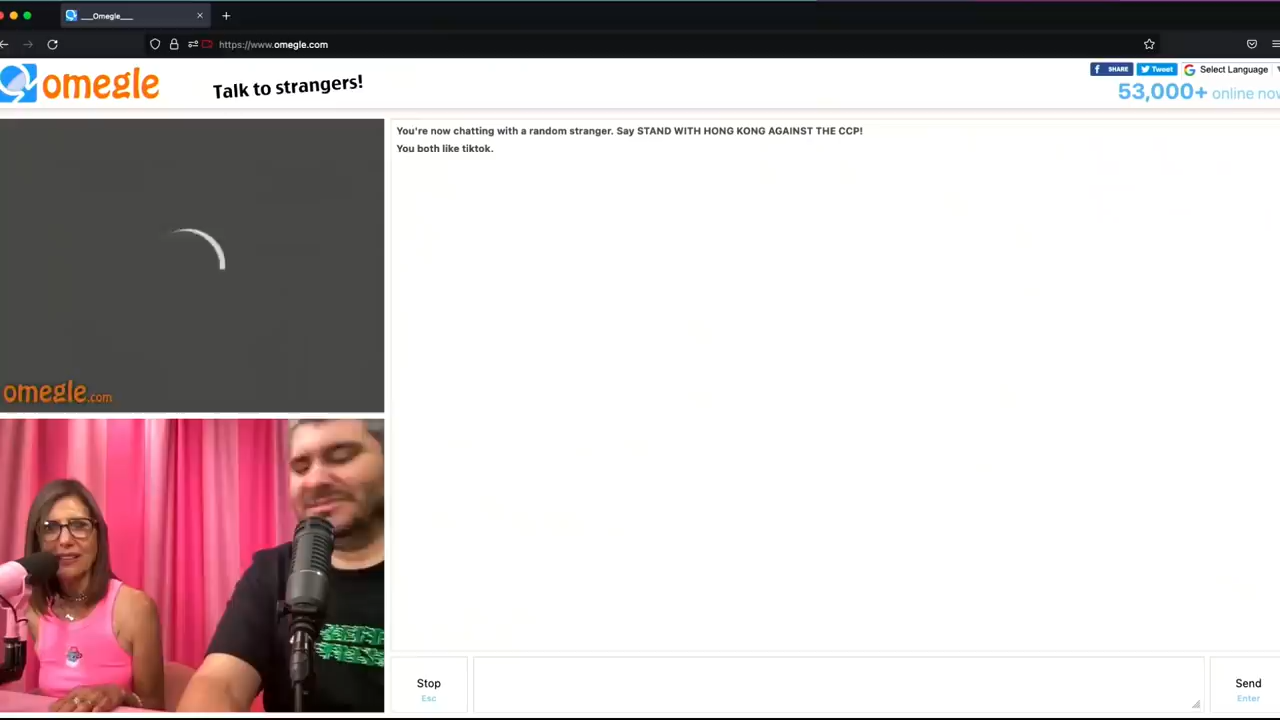 ___Omegle___
https://www.omegle.com
omegle
Talk to strangers!
SHARE
Tweet
Select Language
53,000+ online now
You're now chatting with a random stranger. Say STAND WITH HONG KONG AGAINST THE CCP!
You both like tiktok.
omegle.com
Stop
Esc
Send
Enter